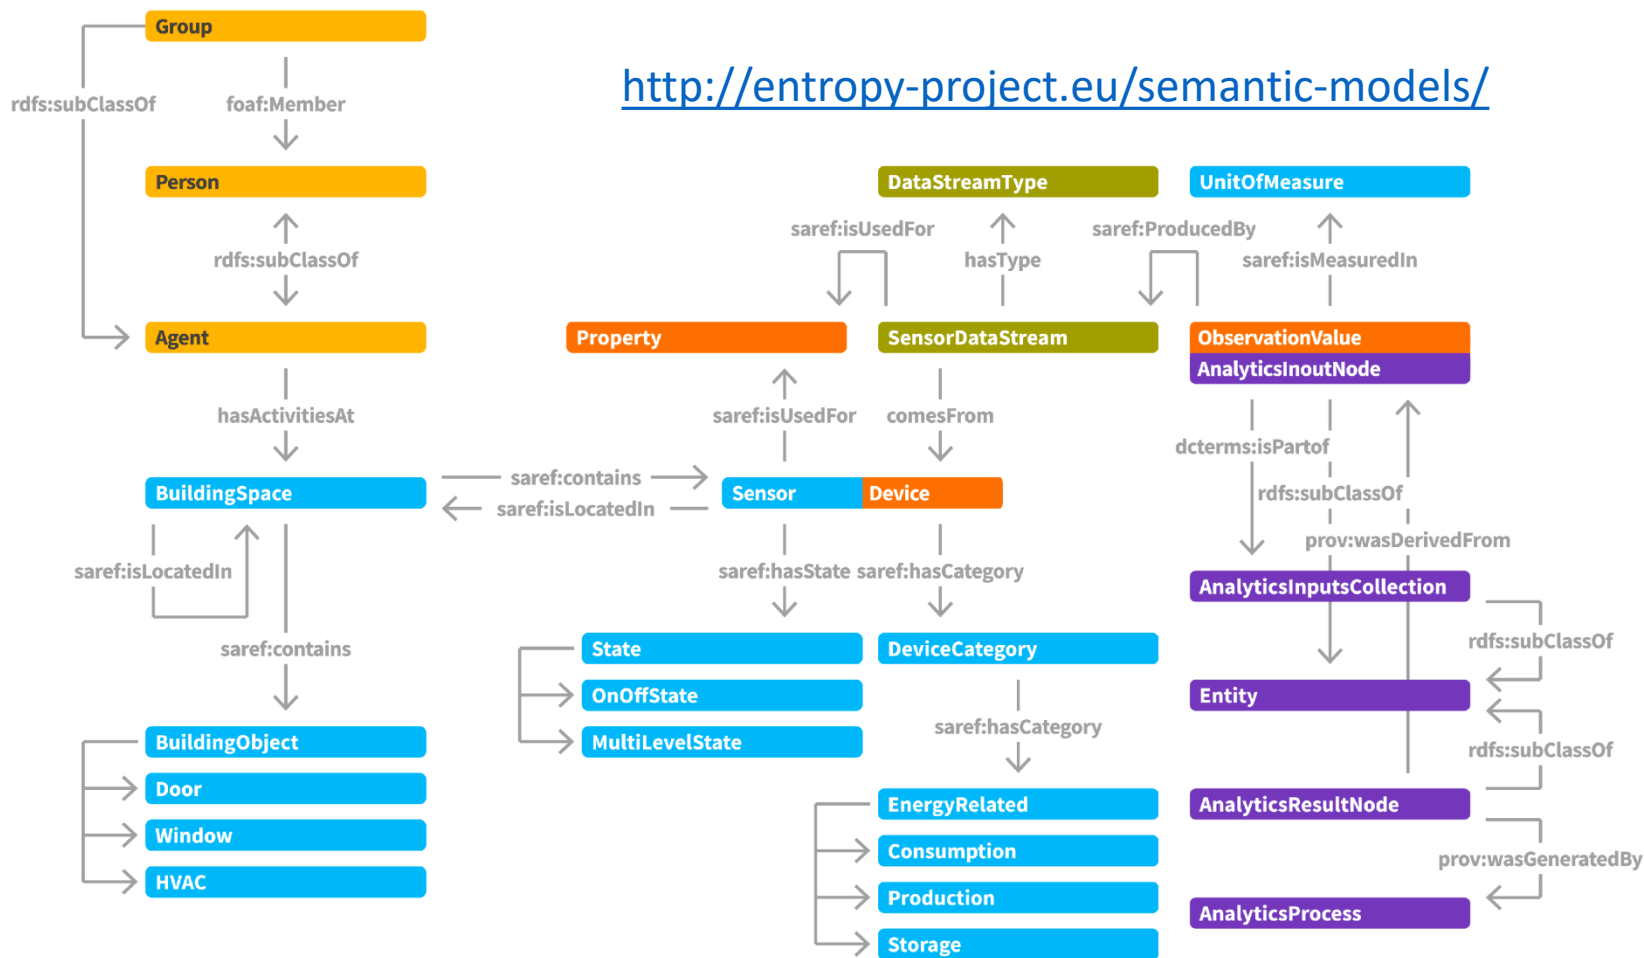 Group
http://entropy-project.eu/semantic-models/
rdfs:subClassOf
foaf:Member
Person
DataStreamType
UnitOfMeasure
saref:isUsedFor
saref:ProducedBy
rdfs:subClassOf
hasType
saref:isMeasuredIn
Agent
Property
SensorDataStream
ObservationValue
AnalyticsInoutNode
hasActivitiesAt
saref:isUsedFor
comesFrom
dcterms:isPartof
BuildingSpace
saref:contains
saref:isLocatedIn
Sensor
Device
rdfs:subClassOf
prov:wasDerivedFrom
saref:isLocatedIn
saref:hasState
saref:hasCategory
AnalyticsInputsCollection
rdfs:subClassOf
saref:contains
State
DeviceCategory
OnOffState
Entity
MultiLevelState
saref:hasCategory
rdfs:subClassOf
BuildingObject
Door
Window
HVAC
EnergyRelated
Consumption
Production
Storage
AnalyticsResultNode
prov:wasGeneratedBy
AnalyticsProcess